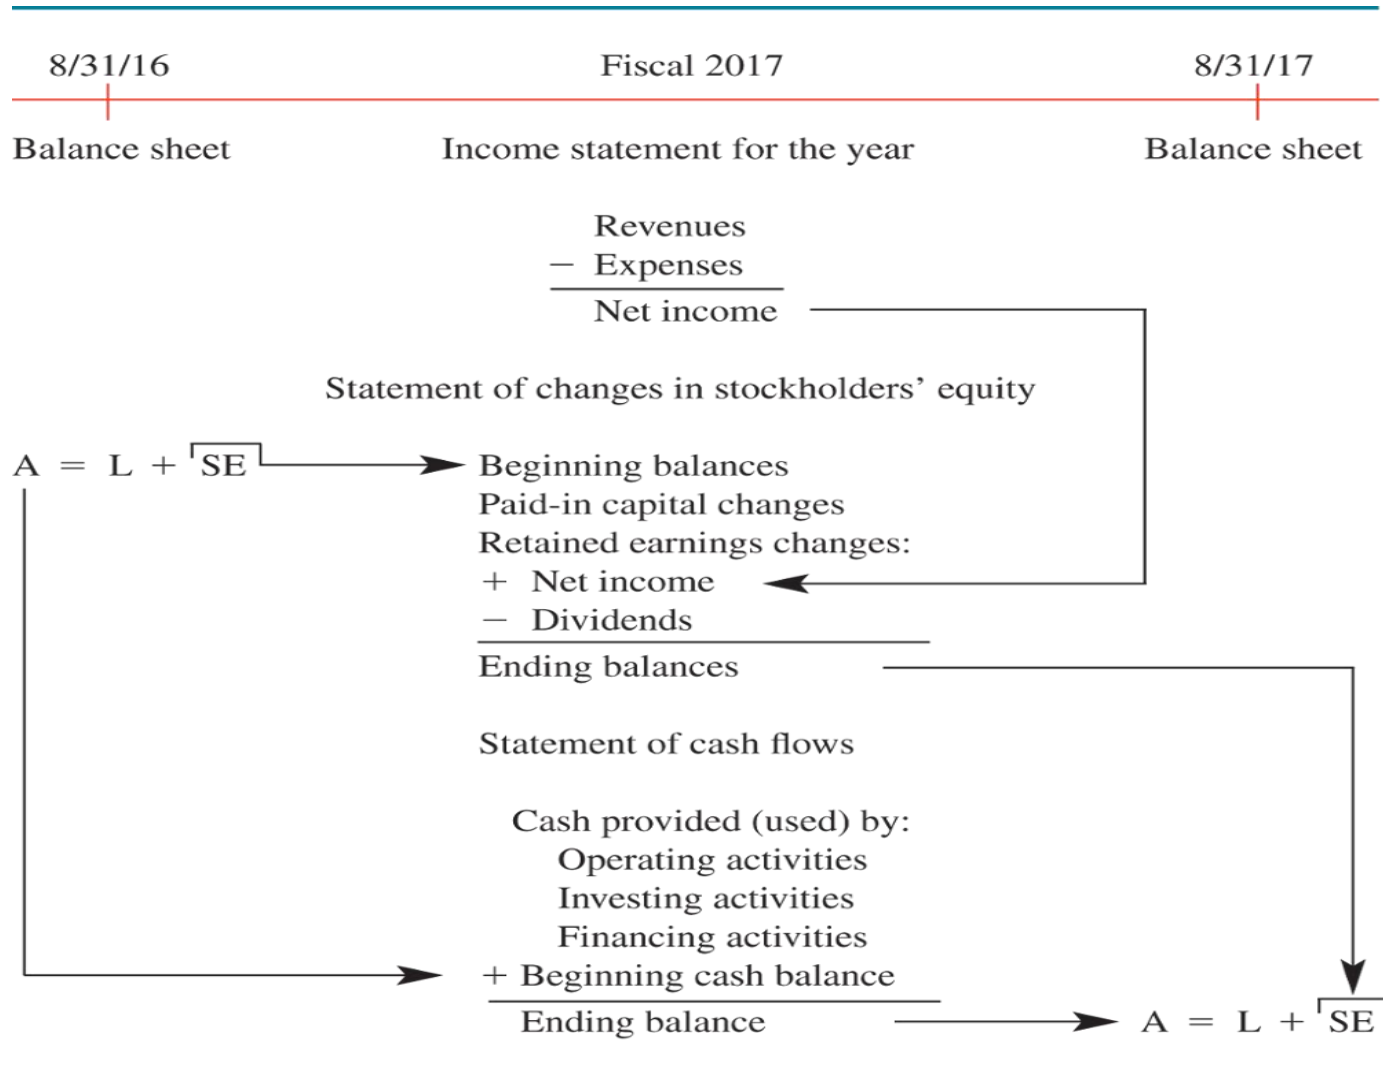 8/31/16 Fiscal 2017 8/31/17
Balance sheet Income statement for the year Balance sheet
Revenues
− Expenses
Net income
Statement of changes in stockholders’ equity
A = L + SE Beginning balances
Paid-in capital changes
Retained earnings changes:
+ Net income
− Dividends
Ending balances
Statement of cash flows
Cash provided (used) by:
Operating activities
Investing activities
Financing activities
+ Beginning cash balance
Ending balance A = L + SE